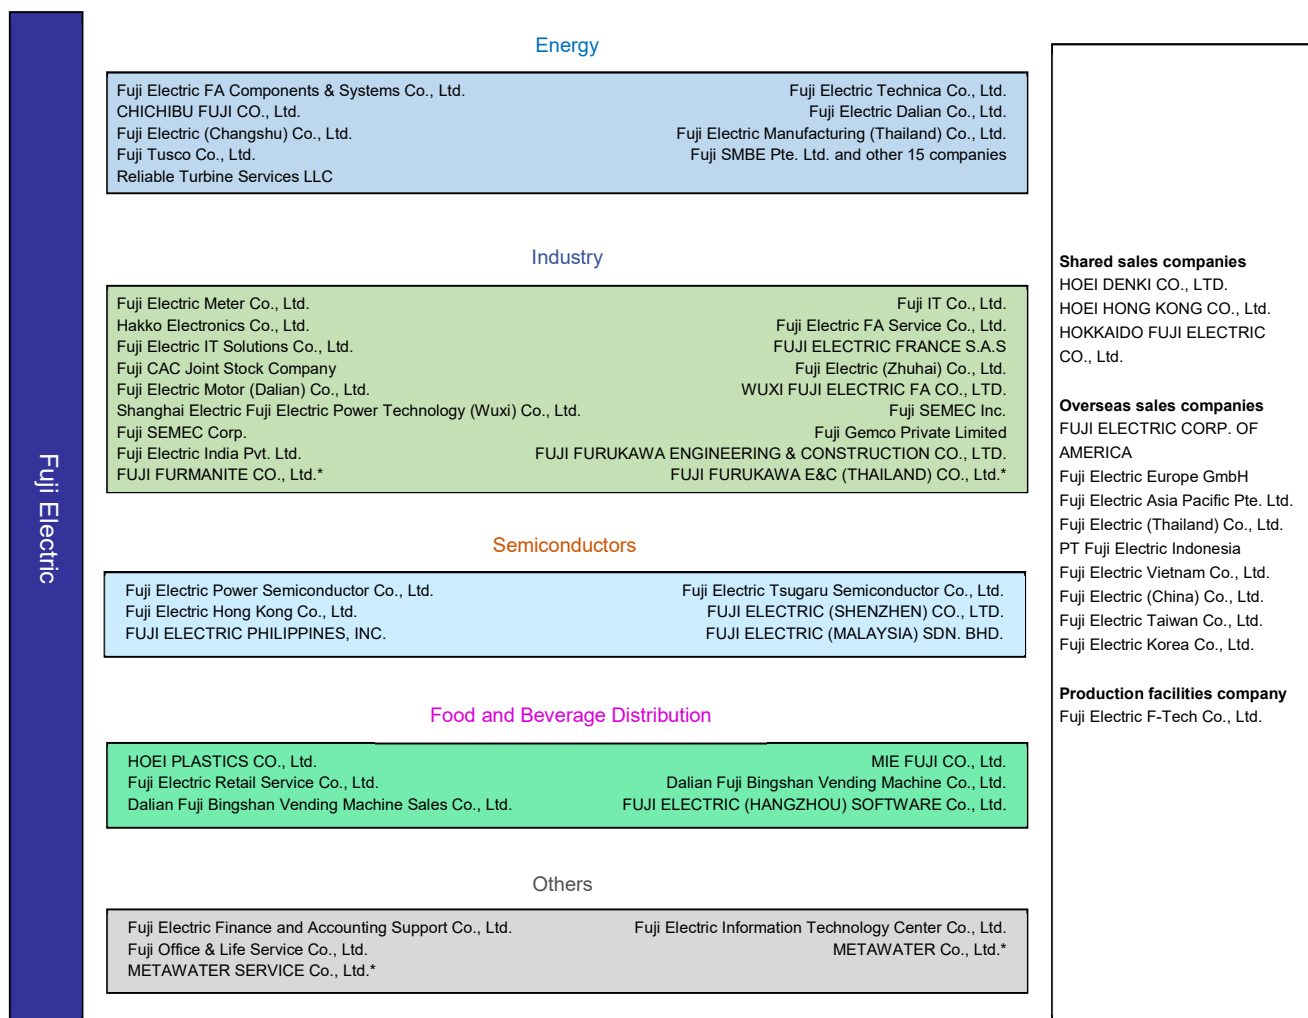 Fuji Electric
Energy
Fuji Electric FA Components & Systems Co., Ltd.
Fuji Electric Technica Co., Ltd.
CHICHIBU FUJI CO., Ltd.
Fuji Electric Dalian Co., Ltd.
Fuji Electric (Changshu) Co., Ltd.
Fuji Electric Manufacturing (Thailand) Co., Ltd.
Fuji Tusco Co., Ltd.
Fuji SMBE Pte. Ltd. and other 15 companies
Reliable Turbine Services LLC
Industry
Fuji Electric Meter Co., Ltd.
Fuji IT Co., Ltd.
Hakko Electronics Co., Ltd.
Fuji Electric FA Service Co., Ltd.
Fuji Electric IT Solutions Co., Ltd.
FUJI ELECTRIC FRANCE S.A.S
Fuji CAC Joint Stock Company
Fuji Electric (Zhuhai) Co., Ltd.
Fuji Electric Motor (Dalian) Co., Ltd.
WUXI FUJI ELECTRIC FA CO., LTD.
Shanghai Electric Fuji Electric Power Technology (Wuxi) Co., Ltd.
Fuji SEMEC Inc.
Fuji SEMEC Corp.
Fuji Gemco Private Limited
Fuji Electric India Pvt. Ltd.
FUJI FURUKAWA ENGINEERING & CONSTRUCTION CO., LTD.
FUJI FURMANITE CO., Ltd.*
FUJI FURUKAWA E&C (THAILAND) CO., Ltd.*
Semiconductors
Fuji Electric Power Semiconductor Co., Ltd.
Fuji Electric Tsugaru Semiconductor Co., Ltd.
Fuji Electric Hong Kong Co., Ltd.
FUJI ELECTRIC (SHENZHEN) CO., LTD.
FUJI ELECTRIC PHILIPPINES, INC.
FUJI ELECTRIC (MALAYSIA) SDN. BHD.
Food and Beverage Distribution
HOEI PLASTICS CO., Ltd.
MIE FUJI CO., Ltd.
Fuji Electric Retail Service Co., Ltd.
Dalian Fuji Bingshan Vending Machine Co., Ltd.
Dalian Fuji Bingshan Vending Machine Sales Co., Ltd.
FUJI ELECTRIC (HANGZHOU) SOFTWARE Co., Ltd.
Others
Fuji Electric Finance and Accounting Support Co., Ltd.
Fuji Electric Information Technology Center Co., Ltd.
Fuji Office & Life Service Co., Ltd.
METAWATER Co., Ltd.*
METAWATER SERVICE Co., Ltd.*
Shared sales companies
HOEI DENKI CO., LTD.
HOEI HONG KONG CO., Ltd.
HOKKAIDO FUJI ELECTRIC
CO., Ltd.
Overseas sales companies
FUJI ELECTRIC CORP. OF
AMERICA
Fuji Electric Europe GmbH
Fuji Electric Asia Pacific Pte. Ltd.
Fuji Electric (Thailand) Co., Ltd.
PT Fuji Electric Indonesia
Fuji Electric Vietnam Co., Ltd.
Fuji Electric (China) Co., Ltd.
Fuji Electric Taiwan Co., Ltd.
Fuji Electric Korea Co., Ltd.
Production facilities company
Fuji Electric F-Tech Co., Ltd.